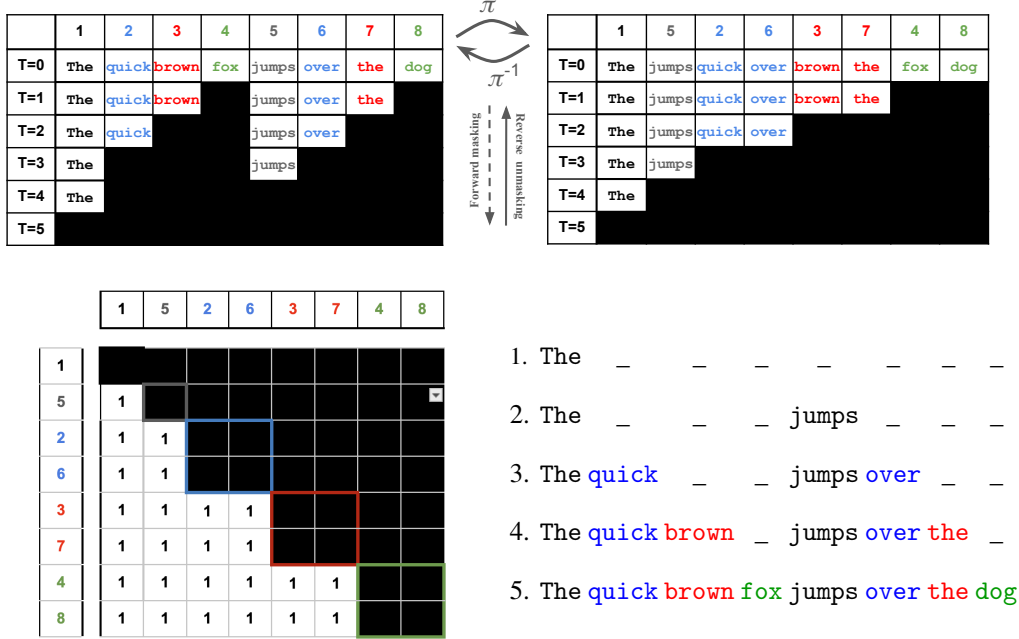 1 2 3 4 5 6 7 8
T=0 The quick brown fox jumps over the dog
T=1 The quick brown jumps over the
T=2 The quick jumps over
T=3 The jumps
T=4 The
T=5
π
π⁻¹
Forward masking
Reverse unmasking
1 5 2 6 3 7 4 8
T=0 The jumps quick over brown the fox dog
T=1 The jumps quick over brown the
T=2 The jumps quick over
T=3 The jumps
T=4 The
T=5
1 5 2 6 3 7 4 8
1
5 1
2 1 1
6 1 1
3 1 1 1 1
7 1 1 1 1
4 1 1 1 1 1 1
8 1 1 1 1 1 1
1. The _ _ _ _ _ _ _
2. The _ _ _ jumps _ _ _
3. The quick _ _ jumps over _ _
4. The quick brown _ jumps over the _
5. The quick brown fox jumps over the dog